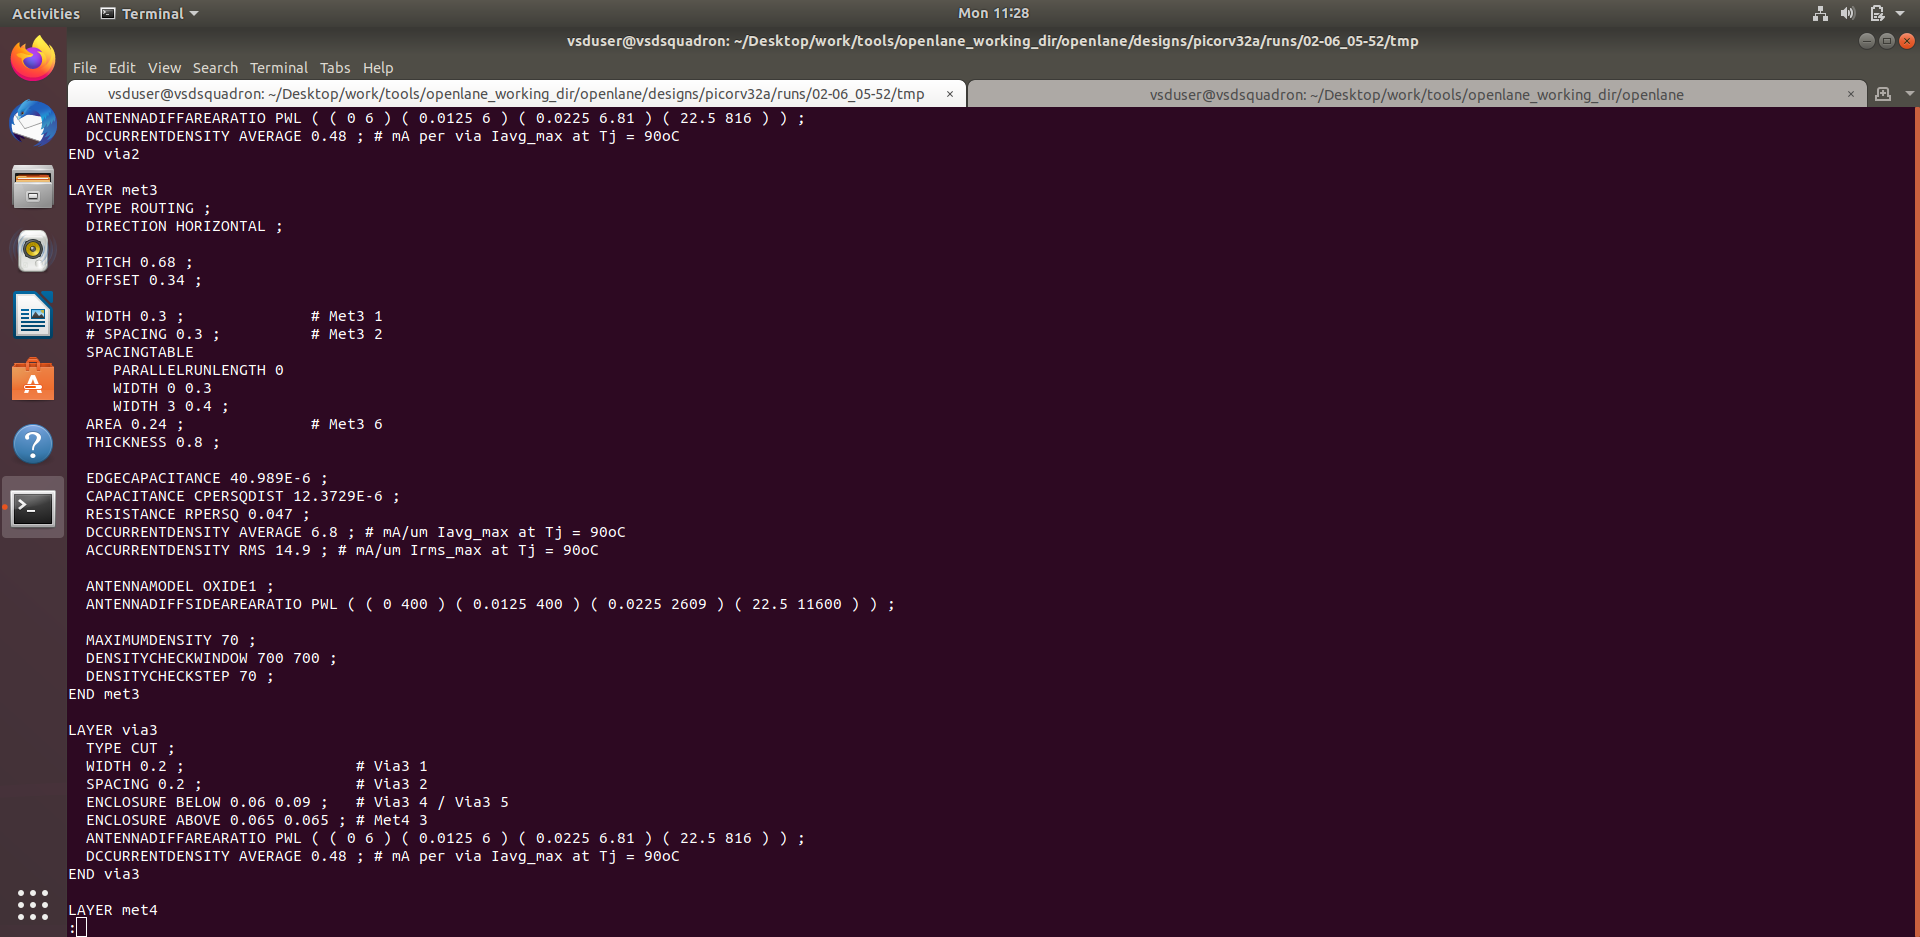 Activities Terminal Mon 11:28
vsduser@vsdsquadron: ~/Desktop/work/tools/openlane_working_dir/openlane/designs/picorv32a/runs/02-06_05-52/tmp
File Edit View Search Terminal Tabs Help
vsduser@vsdsquadron: ~/Desktop/work/tools/openlane_working_dir/openlane/designs/picorv32a/runs/02-06_05-52/tmp × vsduser@vsdsquadron: ~/Desktop/work/tools/openlane_working_dir/openlane ×
  ANTENNADIFFAREARATIO PWL ( ( 0 6 ) ( 0.0125 6 ) ( 0.0225 6.81 ) ( 22.5 816 ) ) ;
  DCCURRENTDENSITY AVERAGE 0.48 ; # mA per via Iavg_max at Tj = 90oC
END via2
LAYER met3
  TYPE ROUTING ;
  DIRECTION HORIZONTAL ;
  PITCH 0.68 ;
  OFFSET 0.34 ;
  WIDTH 0.3 ;              # Met3 1
  # SPACING 0.3 ;          # Met3 2
  SPACINGTABLE
     PARALLELRUNLENGTH 0
     WIDTH 0 0.3
     WIDTH 3 0.4 ;
  AREA 0.24 ;              # Met3 6
  THICKNESS 0.8 ;
  EDGECAPACITANCE 40.989E-6 ;
  CAPACITANCE CPERSQDIST 12.3729E-6 ;
  RESISTANCE RPERSQ 0.047 ;
  DCCURRENTDENSITY AVERAGE 6.8 ; # mA/um Iavg_max at Tj = 90oC
  ACCURRENTDENSITY RMS 14.9 ; # mA/um Irms_max at Tj = 90oC
  ANTENNAMODEL OXIDE1 ;
  ANTENNADIFFSIDEAREARATIO PWL ( ( 0 400 ) ( 0.0125 400 ) ( 0.0225 2609 ) ( 22.5 11600 ) ) ;
  MAXIMUMDENSITY 70 ;
  DENSITYCHECKWINDOW 700 700 ;
  DENSITYCHECKSTEP 70 ;
END met3
LAYER via3
  TYPE CUT ;
  WIDTH 0.2 ;                   # Via3 1
  SPACING 0.2 ;                 # Via3 2
  ENCLOSURE BELOW 0.06 0.09 ;   # Via3 4 / Via3 5
  ENCLOSURE ABOVE 0.065 0.065 ; # Met4 3
  ANTENNADIFFAREARATIO PWL ( ( 0 6 ) ( 0.0125 6 ) ( 0.0225 6.81 ) ( 22.5 816 ) ) ;
  DCCURRENTDENSITY AVERAGE 0.48 ; # mA per via Iavg_max at Tj = 90oC
END via3
LAYER met4
: